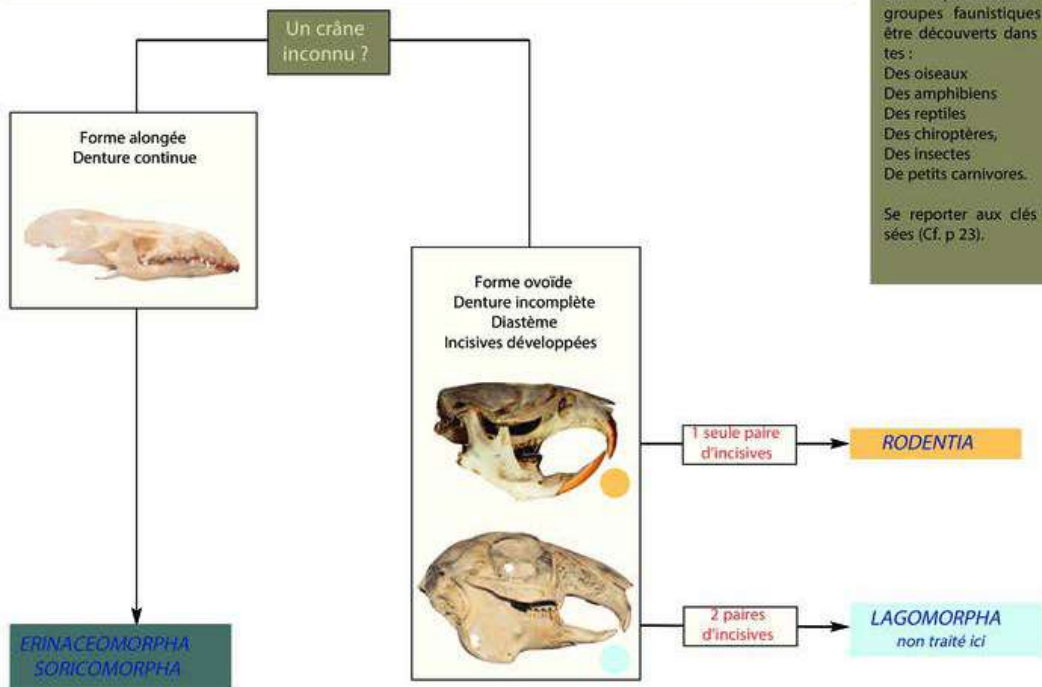 Un crâne
inconnu ?
Forme alongée
Denture continue
Forme ovoïde
Denture incomplète
Diastème
Incisives développées
1 seule paire
d'incisives
RODENTIA
2 paires
d'incisives
LAGOMORPHA
non traité ici
ERINACEOMORPHA
SORICOMORPHA
groupes faunistiques
être découverts dans
tes :
Des oiseaux
Des amphibiens
Des reptiles
Des chiroptères,
Des insectes
De petits carnivores.
Se reporter aux clés
sées (Cf. p 23).